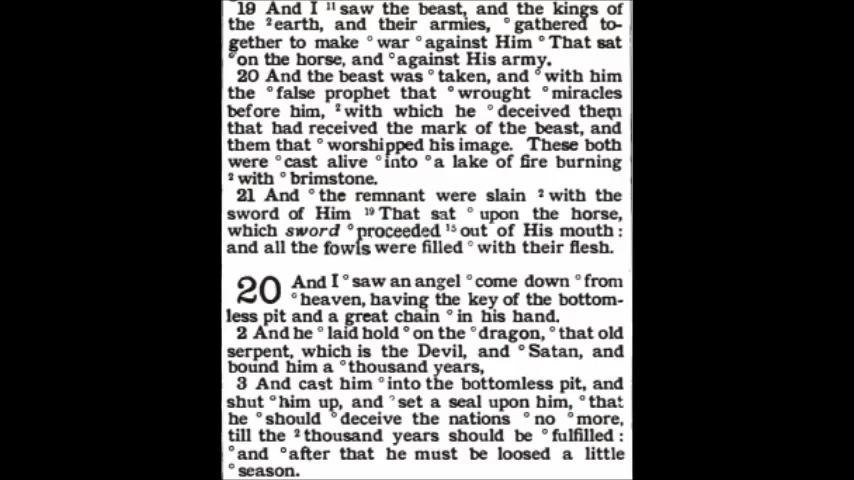 19 And I ¹¹ saw the beast, and the kings of
the ² earth, and their armies, ° gathered to-
gether to make ° war ° against Him ° That sat
° on the horse, and ° against His army.
20 And the beast was ° taken, and ° with him
the ° false prophet that ° wrought ° miracles
before him, ² with which he ° deceived them
that had received the mark of the beast, and
them that ° worshipped his image. These both
were ° cast alive ° into ° a lake of fire burning
² with ° brimstone.
21 And ° the remnant were slain ² with the
sword of Him ¹⁹ That sat ° upon the horse,
which sword ° proceeded ¹⁵ out of His mouth :
and all the fowls were filled ° with their flesh.
20 And I ° saw an angel ° come down ° from
° heaven, having the key of the bottom-
less pit and a great chain ° in his hand.
2 And he ° laid hold ° on the ° dragon, ° that old
serpent, which is the Devil, and ° Satan, and
bound him a ° thousand years,
3 And cast him ° into the bottomless pit, and
shut ° him up, and ° set a seal upon him, ° that
he ° should ° deceive the nations ° no ° more,
till the ² thousand years should be ° fulfilled :
° and ° after that he must be loosed a little
° season.